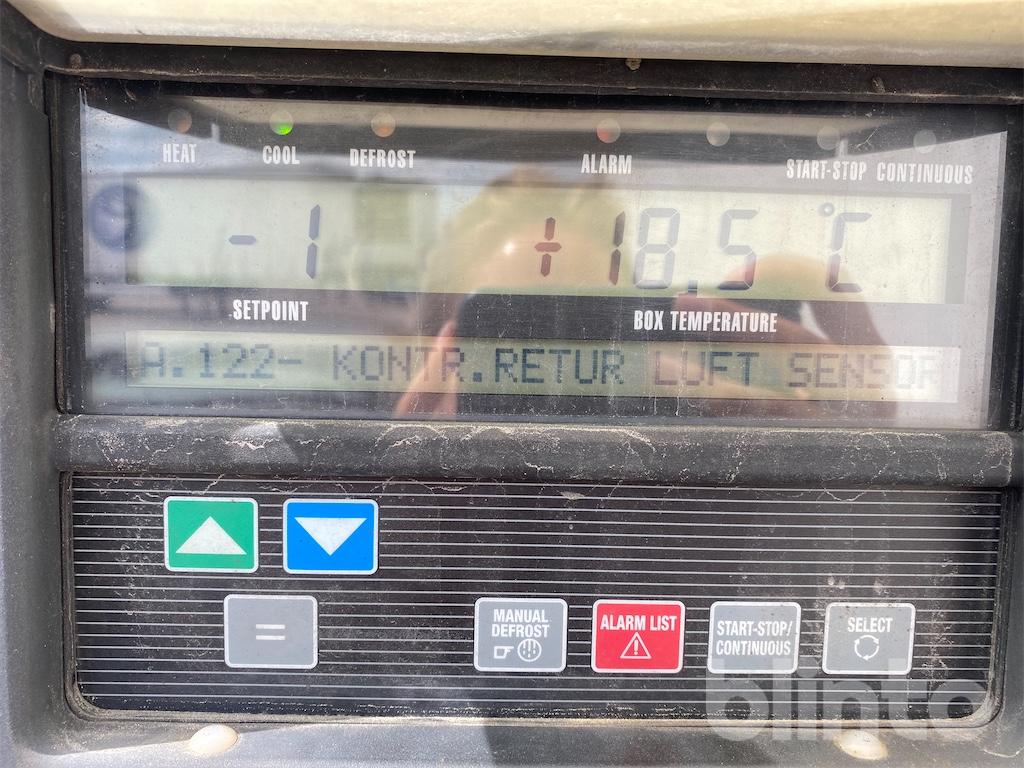 HEAT COOL DEFROST ALARM START-STOP CONTINUOUS
-1 +18.5 °C
SETPOINT BOX TEMPERATURE
A.122- KONTR.RETUR LUFT SENSOR
MANUAL DEFROST
ALARM LIST
START-STOP/
CONTINUOUS
SELECT
blinto